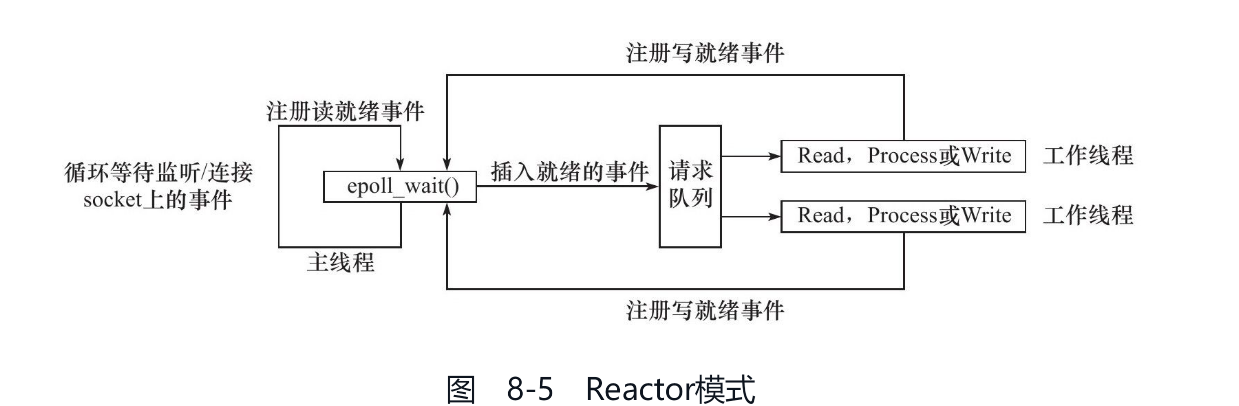 注册写就绪事件
注册读就绪事件
循环等待监听/连接
socket上的事件
epoll_wait()
插入就绪的事件
请求
队列
Read，Process或Write
工作线程
Read，Process或Write
工作线程
主线程
注册写就绪事件
图 8-5 Reactor模式